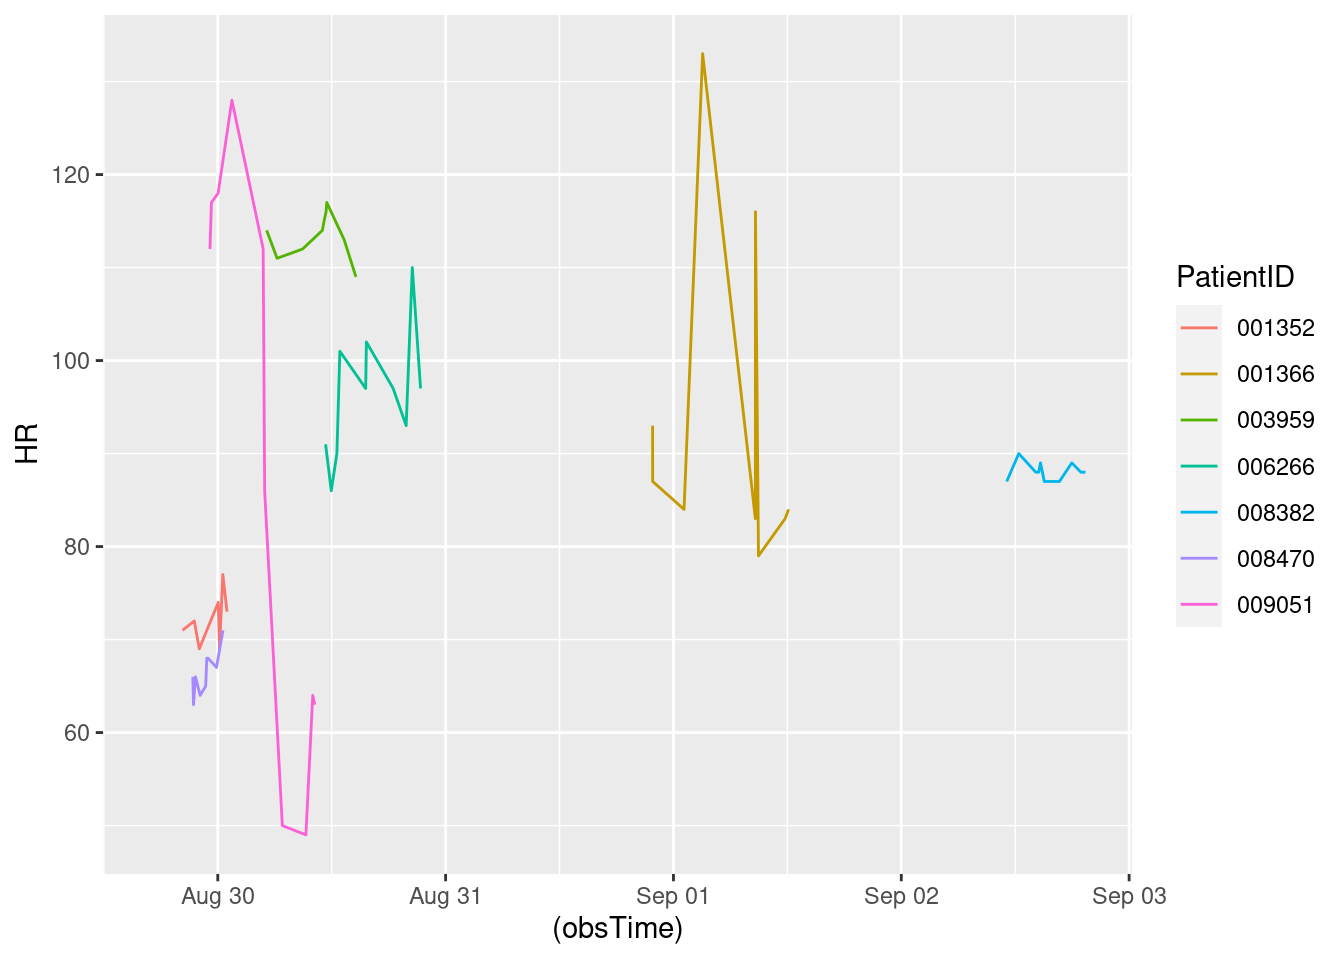 120
100
80
60
HR
Aug 30
Aug 31
Sep 01
Sep 02
Sep 03
(obsTime)
PatientID
001352
001366
003959
006266
008382
008470
009051